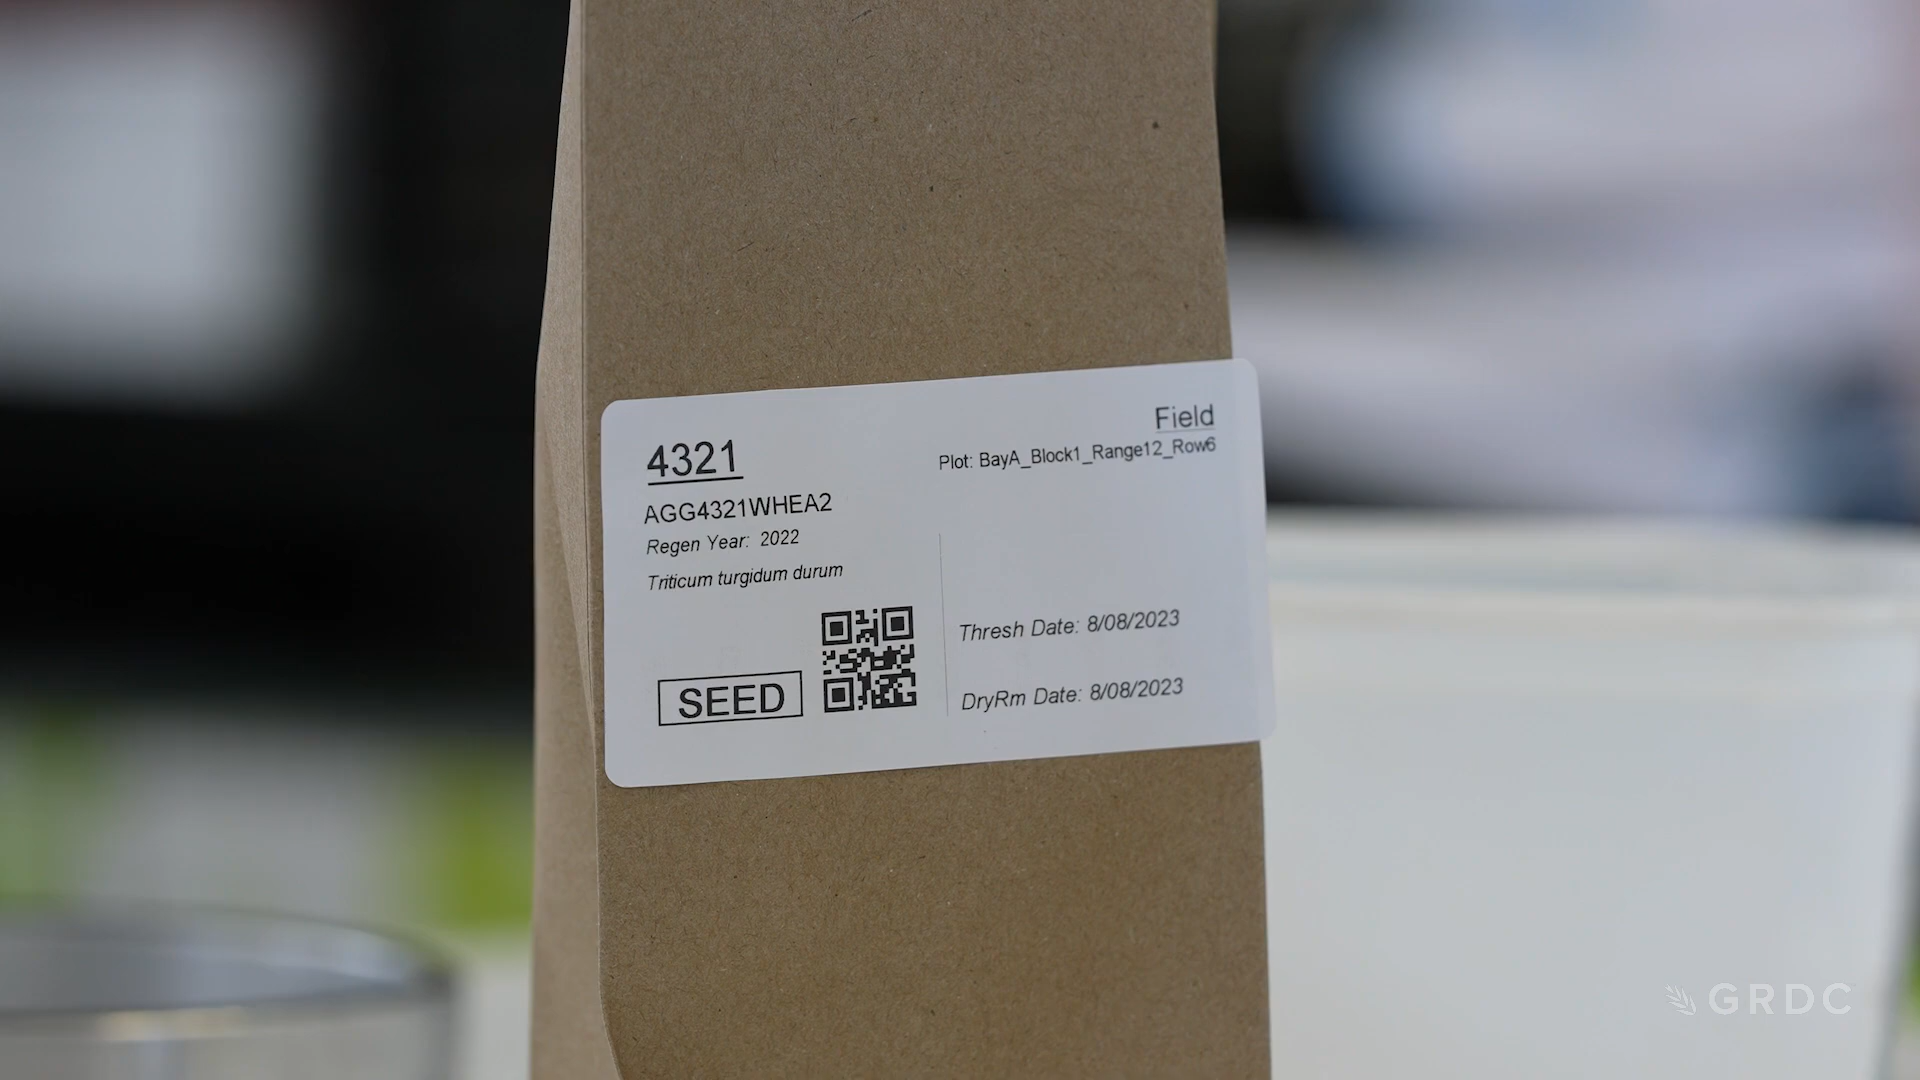 4321
AGG4321WHEA2
Regen Year: 2022
Triticum turgidum durum
SEED
Field
Plot: BayA_Block1_Range12_Row6
Thresh Date: 8/08/2023
DryRm Date: 8/08/2023
GRDC